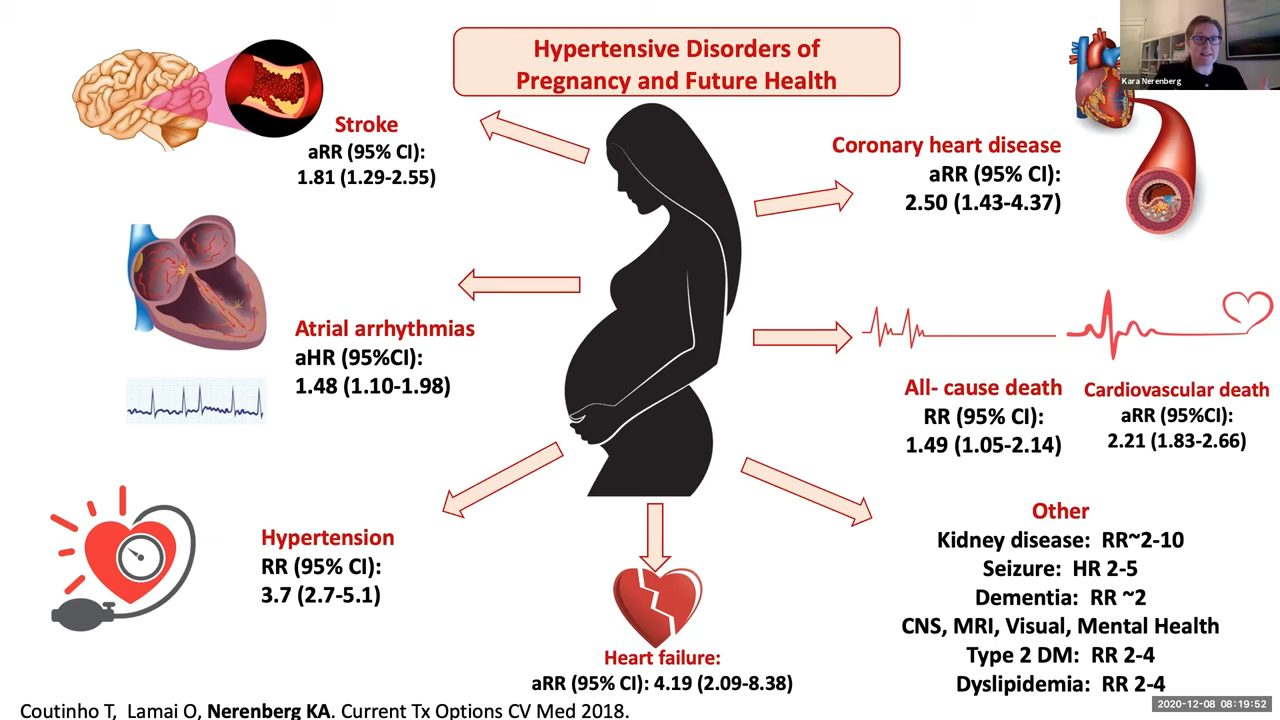 Hypertensive Disorders of
Pregnancy and Future Health
Kara Nerenberg
Stroke
aRR (95% CI):
1.81 (1.29-2.55)
Coronary heart disease
aRR (95% CI):
2.50 (1.43-4.37)
Atrial arrhythmias
aHR (95%CI):
1.48 (1.10-1.98)
All- cause death
RR (95% CI):
1.49 (1.05-2.14)
Cardiovascular death
aRR (95%CI):
2.21 (1.83-2.66)
Hypertension
RR (95% CI):
3.7 (2.7-5.1)
Heart failure:
aRR (95% CI): 4.19 (2.09-8.38)
Other
Kidney disease: RR~2-10
Seizure: HR 2-5
Dementia: RR ~2
CNS, MRI, Visual, Mental Health
Type 2 DM: RR 2-4
Dyslipidemia: RR 2-4
2020-12-08 08:19:52
Coutinho T, Lamai O, Nerenberg KA. Current Tx Options CV Med 2018.